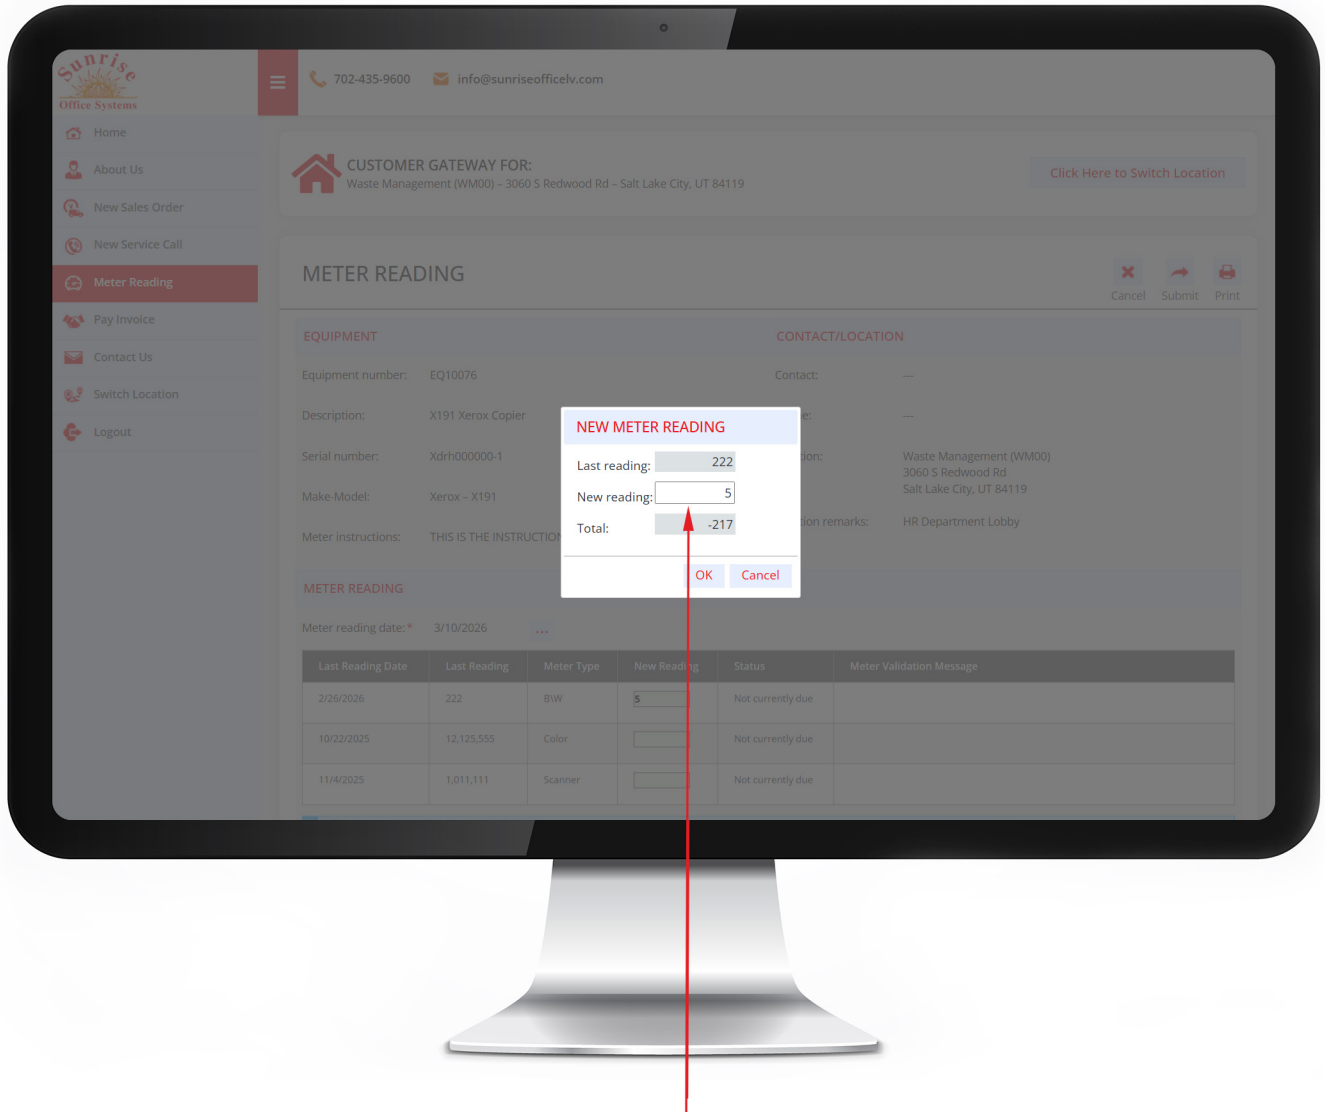 Sunrise
Office Systems
702-435-9600
info@sunriseofficelv.com
Home
About Us
New Sales Order
New Service Call
Meter Reading
Pay Invoice
Contact Us
Switch Location
Logout
CUSTOMER GATEWAY FOR:
Waste Management (WM00) – 3060 S Redwood Rd – Salt Lake City, UT 84119
Click Here to Switch Location
METER READING
Cancel Submit Print
EQUIPMENT
Equipment number: EQ10076
Description: X191 Xerox Copier
Serial number: Xdrh000000-1
Make-Model: Xerox – X191
Meter instructions: THIS IS THE
CONTACT/LOCATION
Contact: —
—
Waste Management (WM00)
3060 S Redwood Rd
Salt Lake City, UT 84119
remarks: HR Department Lobby
NEW METER READING
Last reading: 222
New reading: 5
Total: -217
OK Cancel
METER READING
Meter reading date:* 3/10/2026 ...
Last Reading Date Last Reading Meter Type New Reading Status Meter Validation Message
2/26/2026 222 B\W 5 Not currently due
10/22/2025 12,125,555 Color Not currently due
11/4/2025 1,011,111 Scanner Not currently due